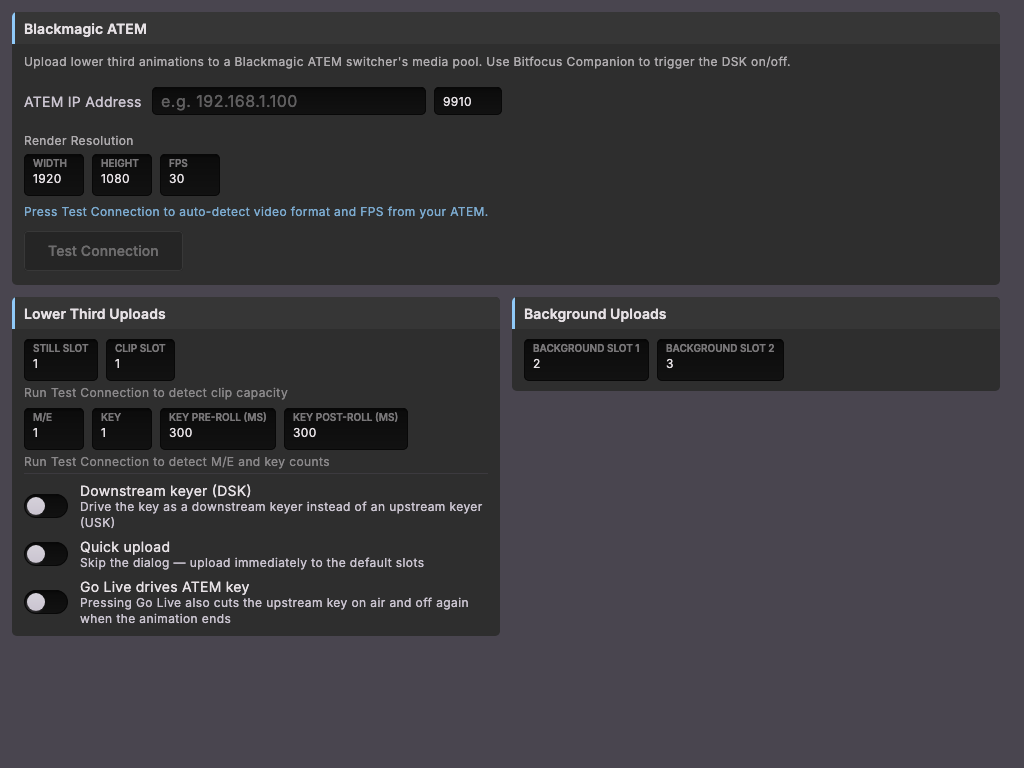 Blackmagic ATEM
Upload lower third animations to a Blackmagic ATEM switcher's media pool. Use Bitfocus Companion to trigger the DSK on/off.
ATEM IP Address e.g. 192.168.1.100 9910
Render Resolution
WIDTH HEIGHT FPS
1920 1080 30
Press Test Connection to auto-detect video format and FPS from your ATEM.
Test Connection
Lower Third Uploads
STILL SLOT CLIP SLOT
1 1
Run Test Connection to detect clip capacity
M/E KEY KEY PRE-ROLL (MS) KEY POST-ROLL (MS)
1 1 300 300
Run Test Connection to detect M/E and key counts
Downstream keyer (DSK)
Drive the key as a downstream keyer instead of an upstream keyer
(USK)
Quick upload
Skip the dialog — upload immediately to the default slots
Go Live drives ATEM key
Pressing Go Live also cuts the upstream key on air and off again
when the animation ends
Background Uploads
BACKGROUND SLOT 1 BACKGROUND SLOT 2
2 3